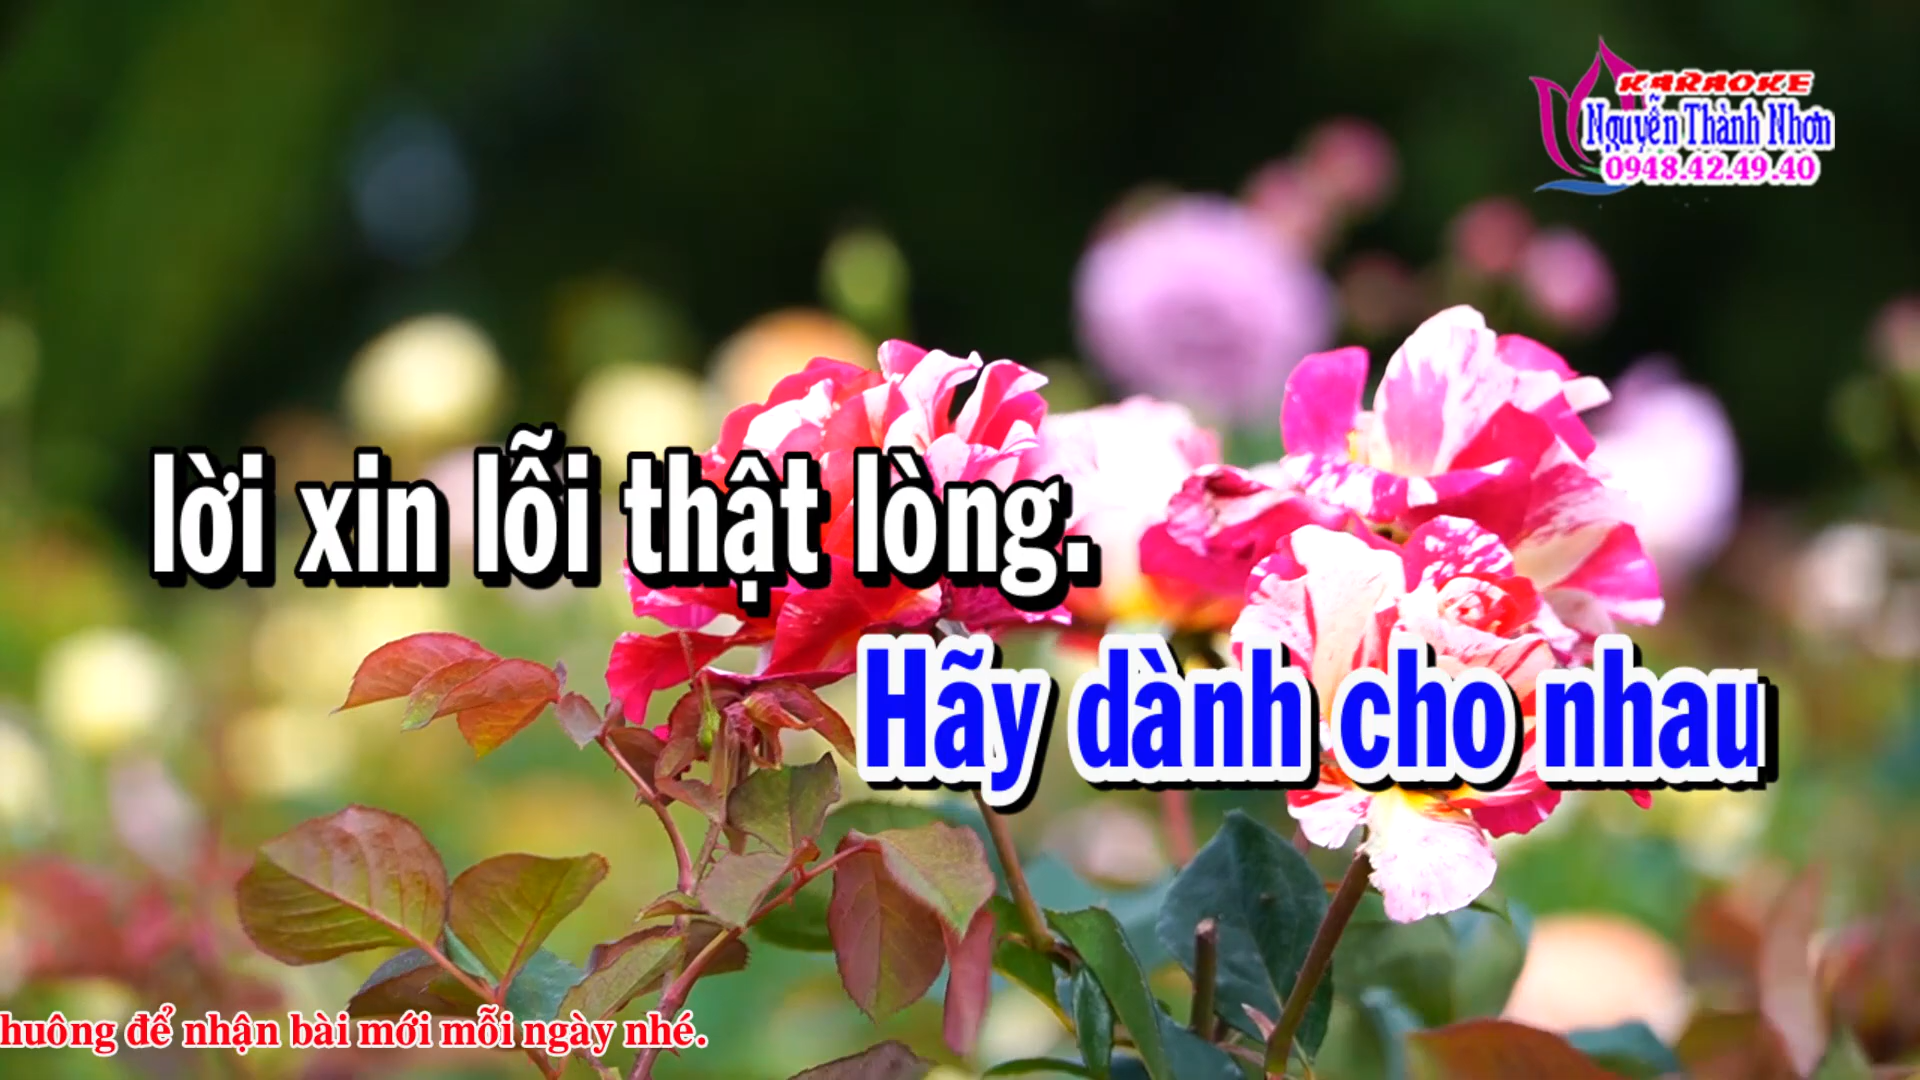 KARAOKE
Nguyễn Thành Nhơn
0948.42.49.40
lời xin lỗi thật lòng.
Hãy dành cho nhau
huông để nhận bài mới mỗi ngày nhé.